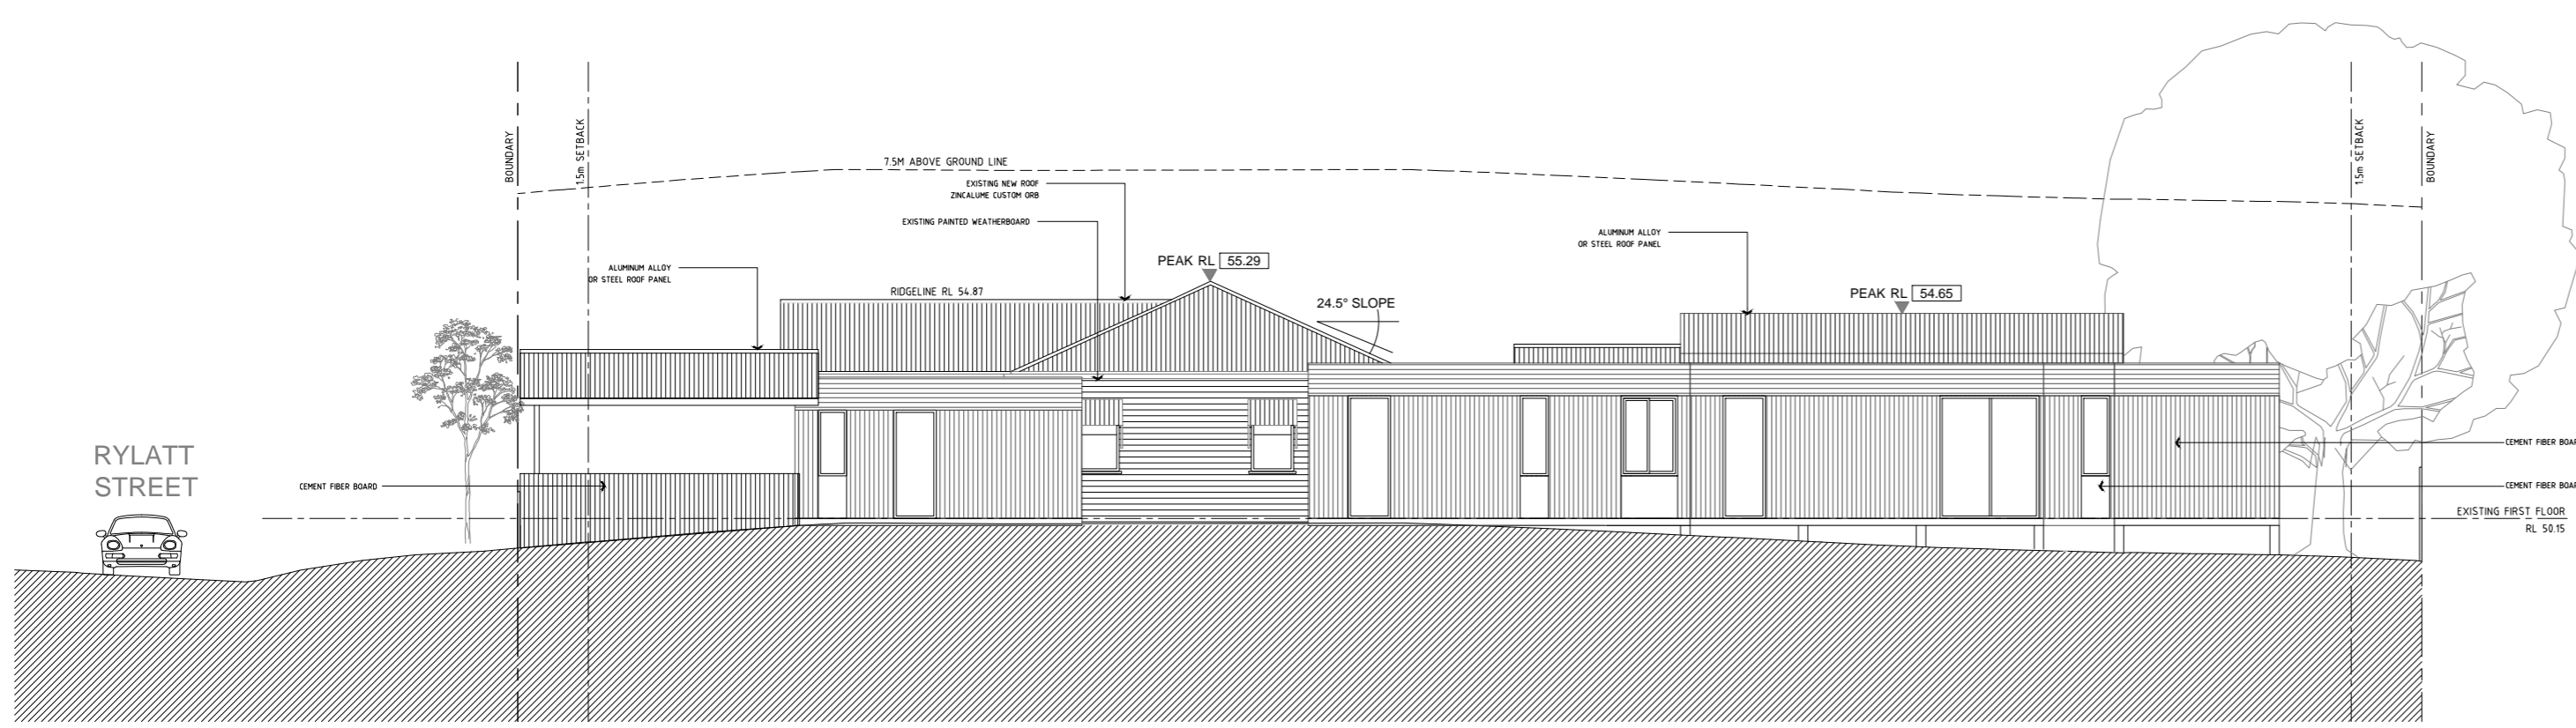 BOUNDARY
1.5m SETBACK
7.5M ABOVE GROUND LINE
EXISTING NEW ROOF
ZINCALUME CUSTOM ORB
EXISTING PAINTED WEATHERBOARD
ALUMINUM ALLOY
OR STEEL ROOF PANEL
RIDGELINE RL 54.87
PEAK RL 55.29
24.5° SLOPE
ALUMINUM ALLOY
OR STEEL ROOF PANEL
PEAK RL 54.65
1.5m SETBACK
BOUNDARY
RYLATT
STREET
CEMENT FIBER BOARD
CEMENT FIBER BOAR
CEMENT FIBER BOAR
EXISTING FIRST FLOOR
RL 50.15